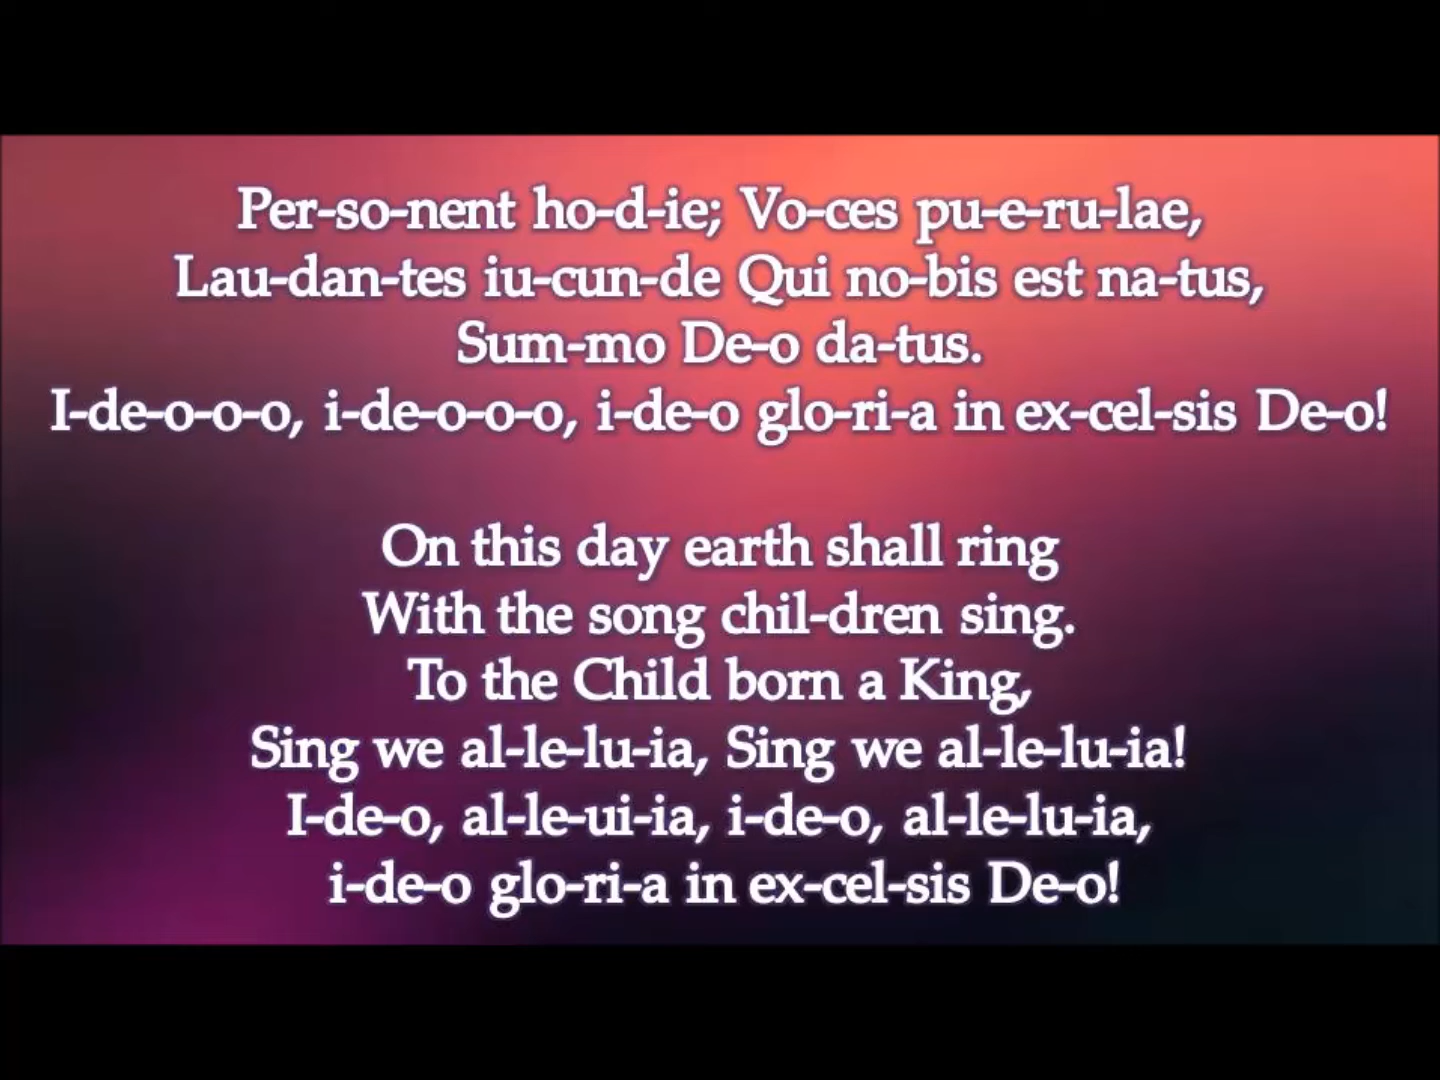 Per-so-nent ho-d-ie; Vo-ces pu-e-ru-lae,
Lau-dan-tes iu-cun-de Qui no-bis est na-tus,
Sum-mo De-o da-tus.
I-de-o-o-o, i-de-o-o-o, i-de-o glo-ri-a in ex-cel-sis De-o!
On this day earth shall ring
With the song chil-dren sing.
To the Child born a King,
Sing we al-le-lu-ia, Sing we al-le-lu-ia!
I-de-o, al-le-ui-ia, i-de-o, al-le-lu-ia,
i-de-o glo-ri-a in ex-cel-sis De-o!